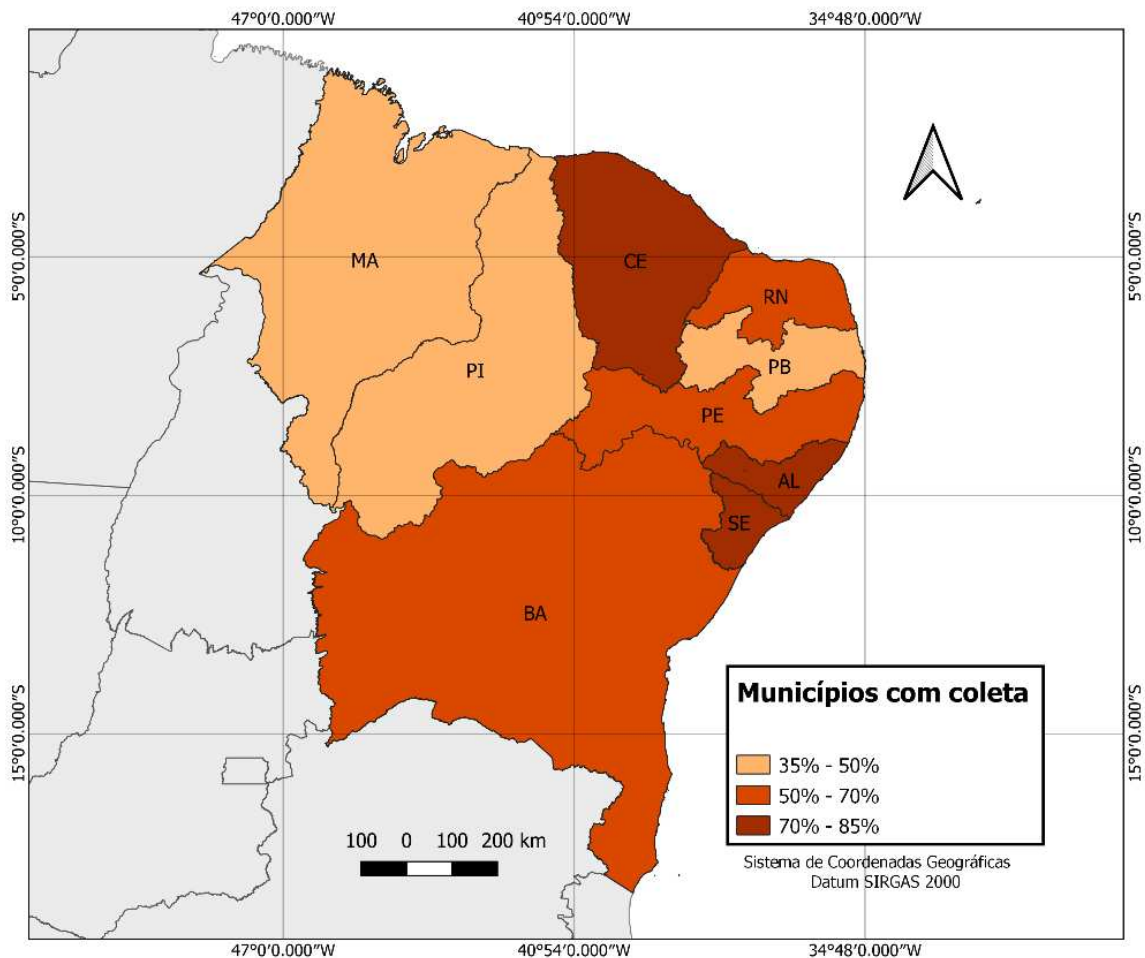 47°0'0.000"W 40°54'0.000"W 34°48'0.000"W
5°0'0.000"S
5°0'0.000"S
MA
CE
RN
PI
PB
PE
10°0'0.000"S
10°0'0.000"S
AL
SE
BA
Municípios com coleta
35% - 50%
50% - 70%
70% - 85%
15°0'0.000"S
15°0'0.000"S
100 0 100 200 km
Sistema de Coordenadas Geográficas
Datum SIRGAS 2000
47°0'0.000"W 40°54'0.000"W 34°48'0.000"W